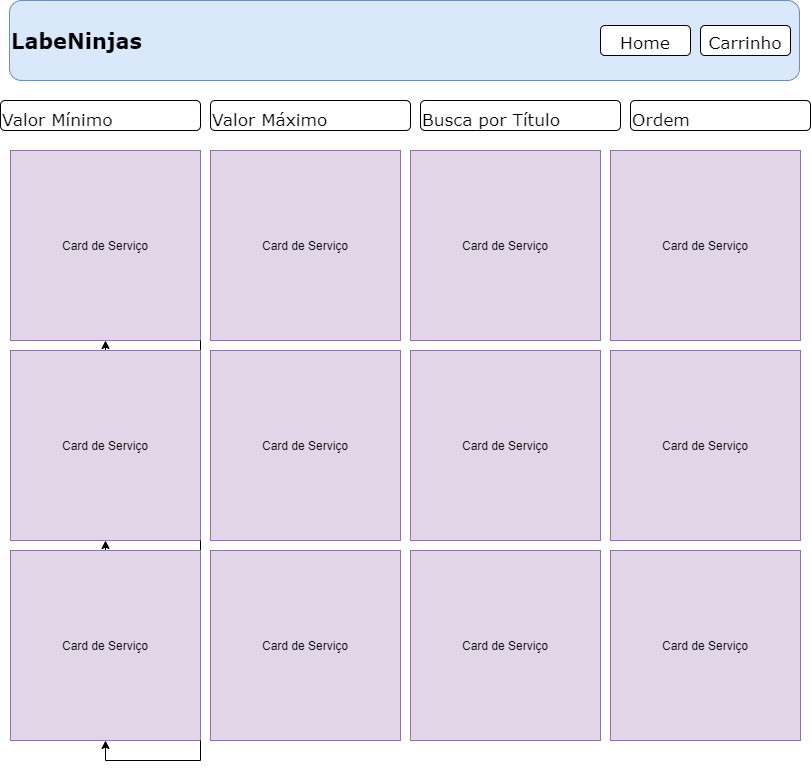 LabeNinjas
Home
Carrinho
Valor Mínimo
Valor Máximo
Busca por Título
Ordem
Card de Serviço
Card de Serviço
Card de Serviço
Card de Serviço
Card de Serviço
Card de Serviço
Card de Serviço
Card de Serviço
Card de Serviço
Card de Serviço
Card de Serviço
Card de Serviço